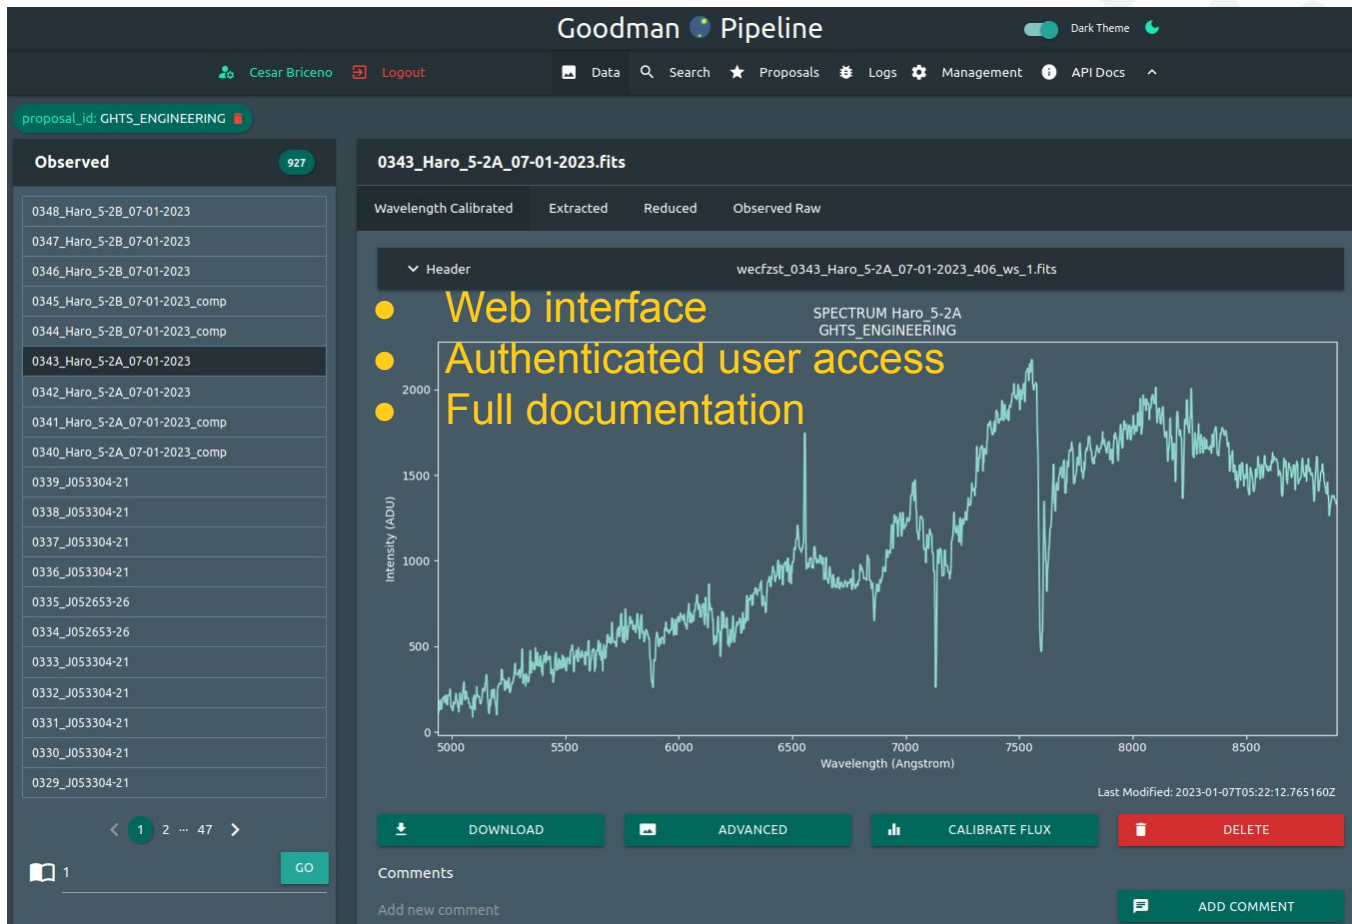 Goodman Pipeline
Dark Theme
Cesar Briceno Logout
Data Search Proposals Logs Management API Docs
proposal_id: GHTS_ENGINEERING
Observed 927
0348_Haro_5-2B_07-01-2023
0347_Haro_5-2B_07-01-2023
0346_Haro_5-2B_07-01-2023
0345_Haro_5-2B_07-01-2023_comp
0344_Haro_5-2B_07-01-2023_comp
0343_Haro_5-2A_07-01-2023
0342_Haro_5-2A_07-01-2023
0341_Haro_5-2A_07-01-2023_comp
0340_Haro_5-2A_07-01-2023_comp
0339_J053304-21
0338_J053304-21
0337_J053304-21
0336_J053304-21
0335_J052653-26
0334_J052653-26
0333_J053304-21
0332_J053304-21
0331_J053304-21
0330_J053304-21
0329_J053304-21
1 2 ... 47
1 GO
0343_Haro_5-2A_07-01-2023.fits
Wavelength Calibrated Extracted Reduced Observed Raw
Header wecfzst_0343_Haro_5-2A_07-01-2023_406_ws_1.fits
● Web interface
● Authenticated user access
● Full documentation
SPECTRUM Haro_5-2A
GHTS_ENGINEERING
Intensity (ADU)
2000
1500
1000
500
0
5000 5500 6000 6500 7000 7500 8000 8500
Wavelength (Angstrom)
Last Modified: 2023-01-07T05:22:12.765160Z
DOWNLOAD ADVANCED CALIBRATE FLUX DELETE
Comments
Add new comment
ADD COMMENT